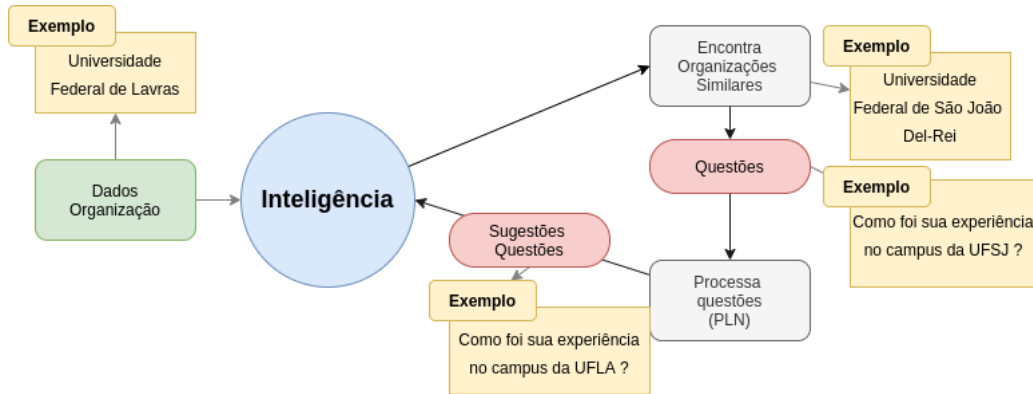 Exemplo
Universidade
Federal de Lavras
Dados
Organização
Inteligência
Encontra
Organizações
Similares
Exemplo
Universidade
Federal de São João
Del-Rei
Questões
Exemplo
Como foi sua experiência
no campus da UFSJ ?
Processa
questões
(PLN)
Sugestões
Questões
Exemplo
Como foi sua experiência
no campus da UFLA ?